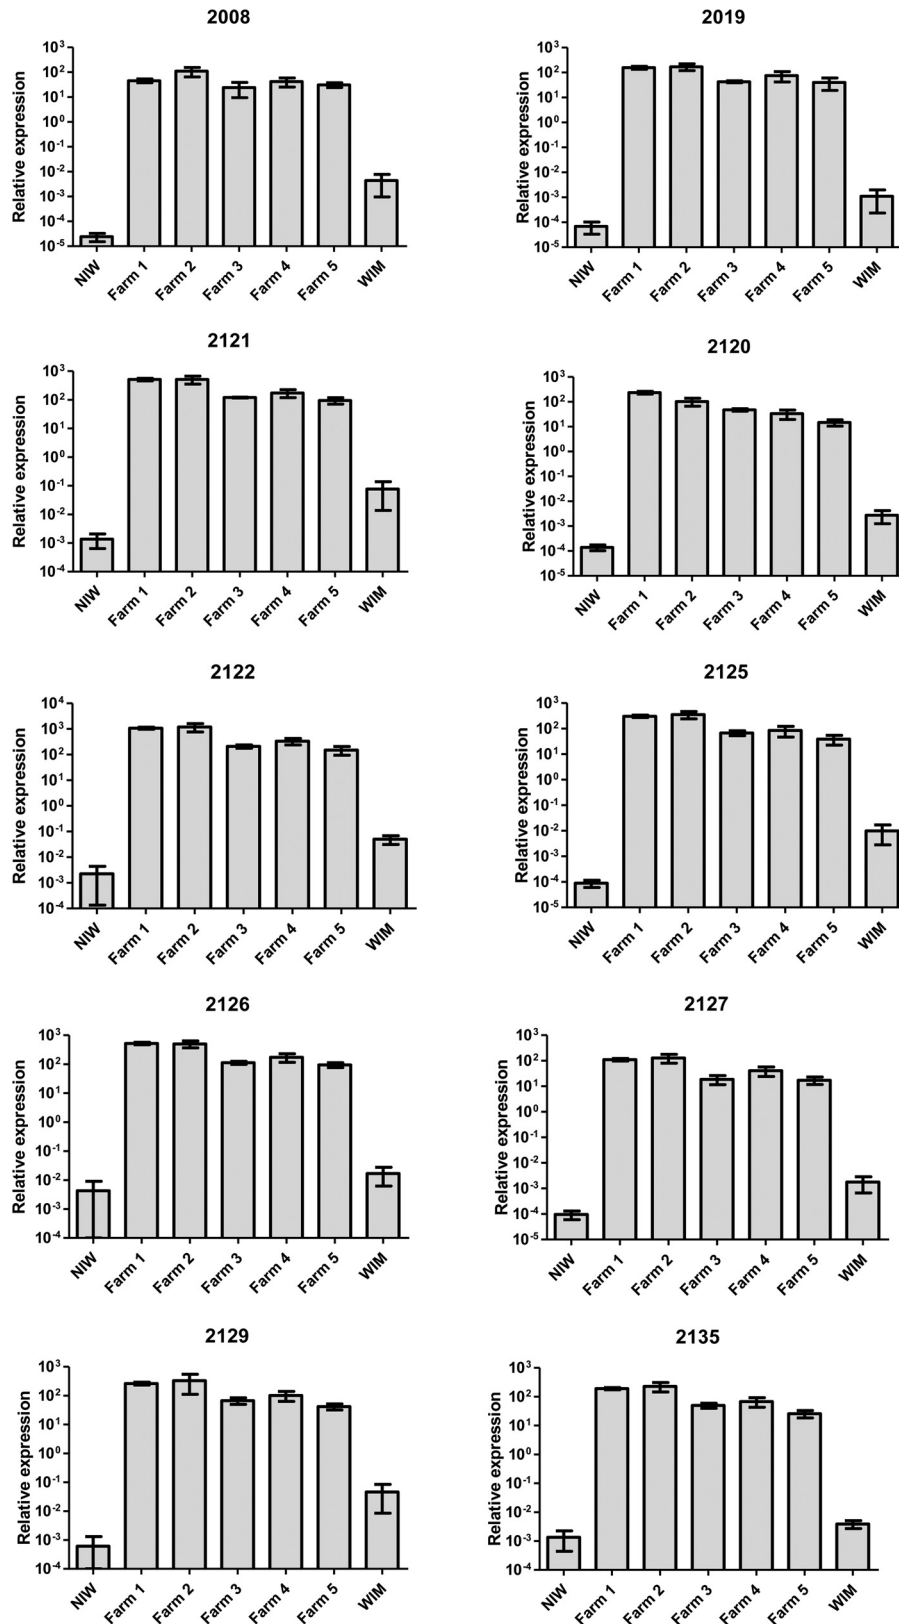 2008
Relative expression
10³
10²
10¹
10⁰
10⁻¹
10⁻²
10⁻³
10⁻⁴
10⁻⁵
NIW
Farm 1
Farm 2
Farm 3
Farm 4
Farm 5
WIM
2019
Relative expression
10³
10²
10¹
10⁰
10⁻¹
10⁻²
10⁻³
10⁻⁴
10⁻⁵
NIW
Farm 1
Farm 2
Farm 3
Farm 4
Farm 5
WIM
2121
Relative expression
10³
10²
10¹
10⁰
10⁻¹
10⁻²
10⁻³
10⁻⁴
NIW
Farm 1
Farm 2
Farm 3
Farm 4
Farm 5
WIM
2120
Relative expression
10³
10²
10¹
10⁰
10⁻¹
10⁻²
10⁻³
10⁻⁴
10⁻⁵
NIW
Farm 1
Farm 2
Farm 3
Farm 4
Farm 5
WIM
2122
Relative expression
10⁴
10³
10²
10¹
10⁰
10⁻¹
10⁻²
10⁻³
10⁻⁴
NIW
Farm 1
Farm 2
Farm 3
Farm 4
Farm 5
WIM
2125
Relative expression
10³
10²
10¹
10⁰
10⁻¹
10⁻²
10⁻³
10⁻⁴
10⁻⁵
NIW
Farm 1
Farm 2
Farm 3
Farm 4
Farm 5
WIM
2126
Relative expression
10³
10²
10¹
10⁰
10⁻¹
10⁻²
10⁻³
10⁻⁴
NIW
Farm 1
Farm 2
Farm 3
Farm 4
Farm 5
WIM
2127
Relative expression
10³
10²
10¹
10⁰
10⁻¹
10⁻²
10⁻³
10⁻⁴
10⁻⁵
NIW
Farm 1
Farm 2
Farm 3
Farm 4
Farm 5
WIM
2129
Relative expression
10³
10²
10¹
10⁰
10⁻¹
10⁻²
10⁻³
10⁻⁴
NIW
Farm 1
Farm 2
Farm 3
Farm 4
Farm 5
WIM
2135
Relative expression
10³
10²
10¹
10⁰
10⁻¹
10⁻²
10⁻³
10⁻⁴
NIW
Farm 1
Farm 2
Farm 3
Farm 4
Farm 5
WIM